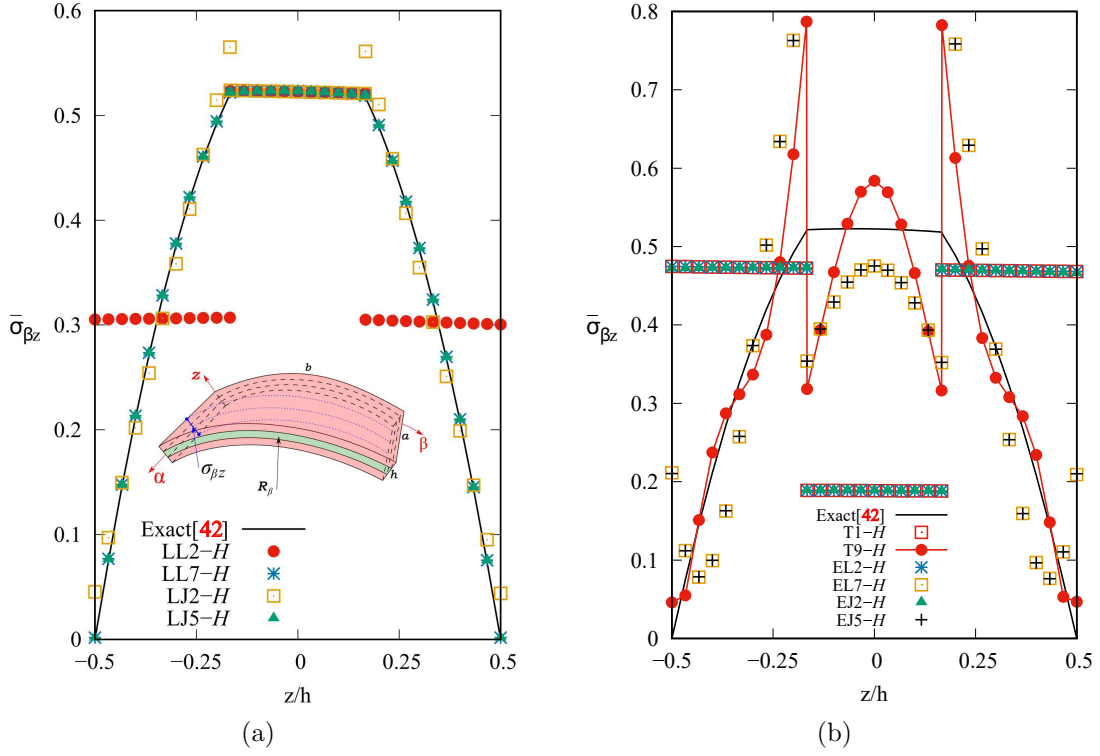 0.6
0.5
0.4
0.3
0.2
0.1
0
σ̄βz
−0.5
−0.25
0
0.25
0.5
z/h
z
b
a
β
h
α
σβz
Rβ
Exact[42]
LL2−H
LL7−H
LJ2−H
LJ5−H
(a)
0.8
0.7
0.6
0.5
0.4
0.3
0.2
0.1
0
σ̄βz
−0.5
−0.25
0
0.25
0.5
z/h
Exact[42]
T1−H
T9−H
EL2−H
EL7−H
EJ2−H
EJ5−H
(b)